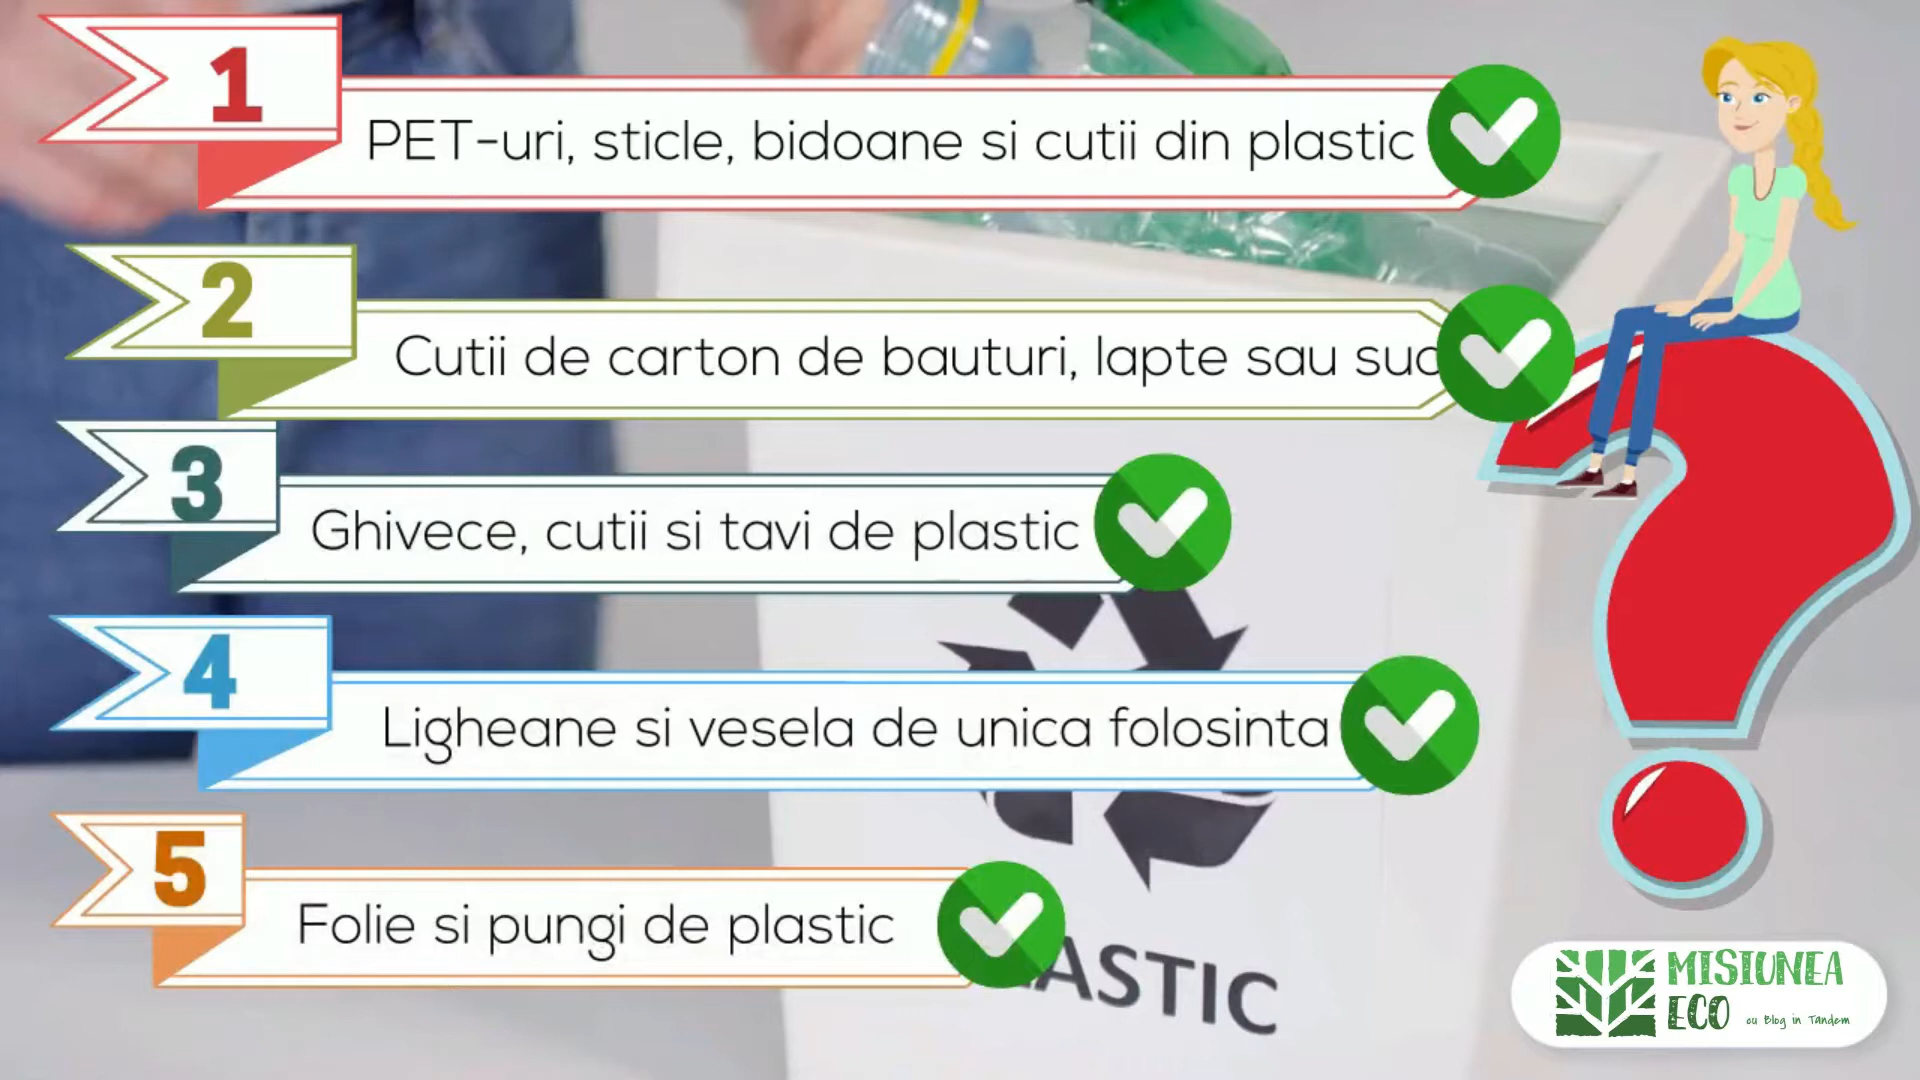 1
PET-uri, sticle, bidoane si cutii din plastic
2
Cutii de carton de bauturi, lapte sau suc
3
Ghivece, cutii si tavi de plastic
4
Ligheane si vesela de unica folosinta
5
Folie si pungi de plastic
ASTIC
MISIUNEA
ECO cu Blog in Tandem